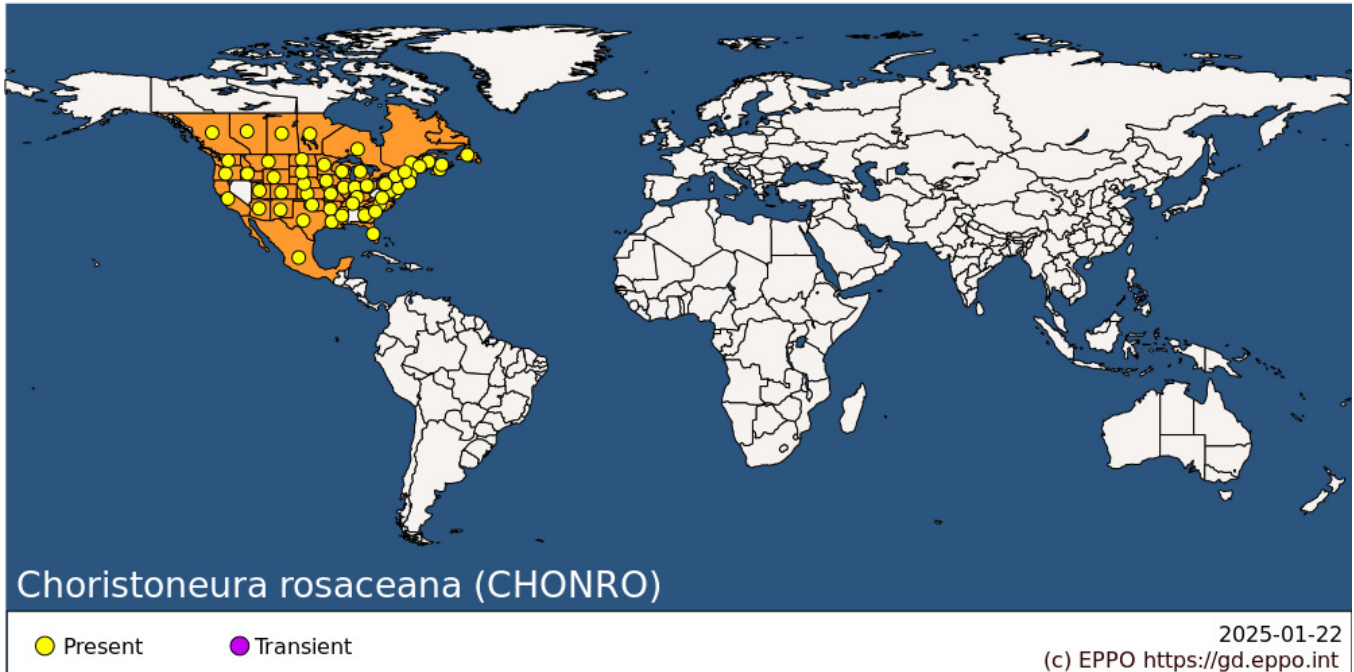 Choristoneura rosaceana (CHONRO)
Present
Transient
2025-01-22
(c) EPPO https://gd.eppo.int